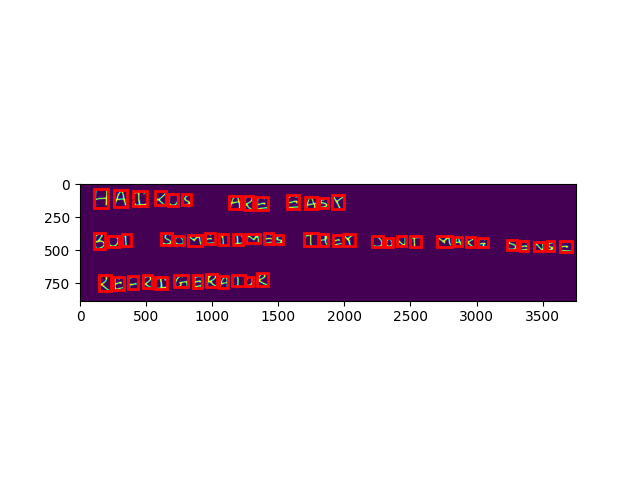 HAIKUS ARE EASY
BUT SOMETIMES THEY DONT MAKE SENSE
REFRIGERATOR
0
250
500
750
0 500 1000 1500 2000 2500 3000 3500